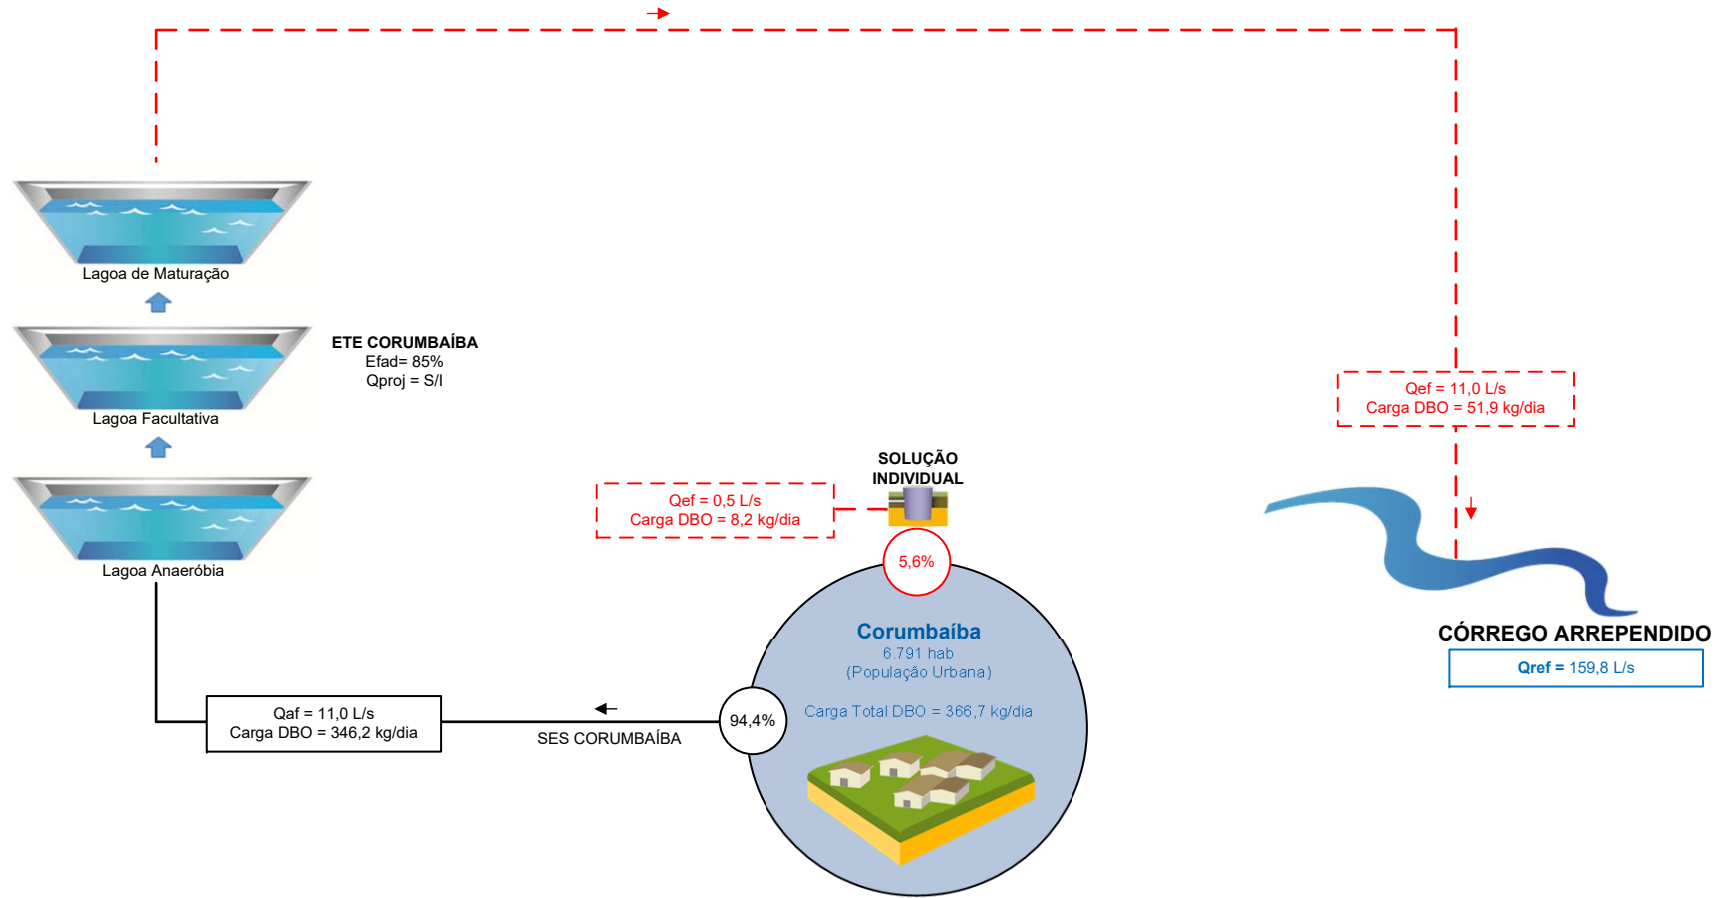 Lagoa de Maturação
ETE CORUMBAÍBA
Efad= 85%
Qproj = S/I
Lagoa Facultativa
Lagoa Anaeróbia
Qef = 11,0 L/s
Carga DBO = 51,9 kg/dia
SOLUÇÃO
INDIVIDUAL
Qef = 0,5 L/s
Carga DBO = 8,2 kg/dia
5,6%
Corumbaíba
6.791 hab
(População Urbana)
Carga Total DBO = 366,7 kg/dia
94,4%
Qaf = 11,0 L/s
Carga DBO = 346,2 kg/dia
SES CORUMBAÍBA
CÓRREGO ARREPENDIDO
Qref = 159,8 L/s